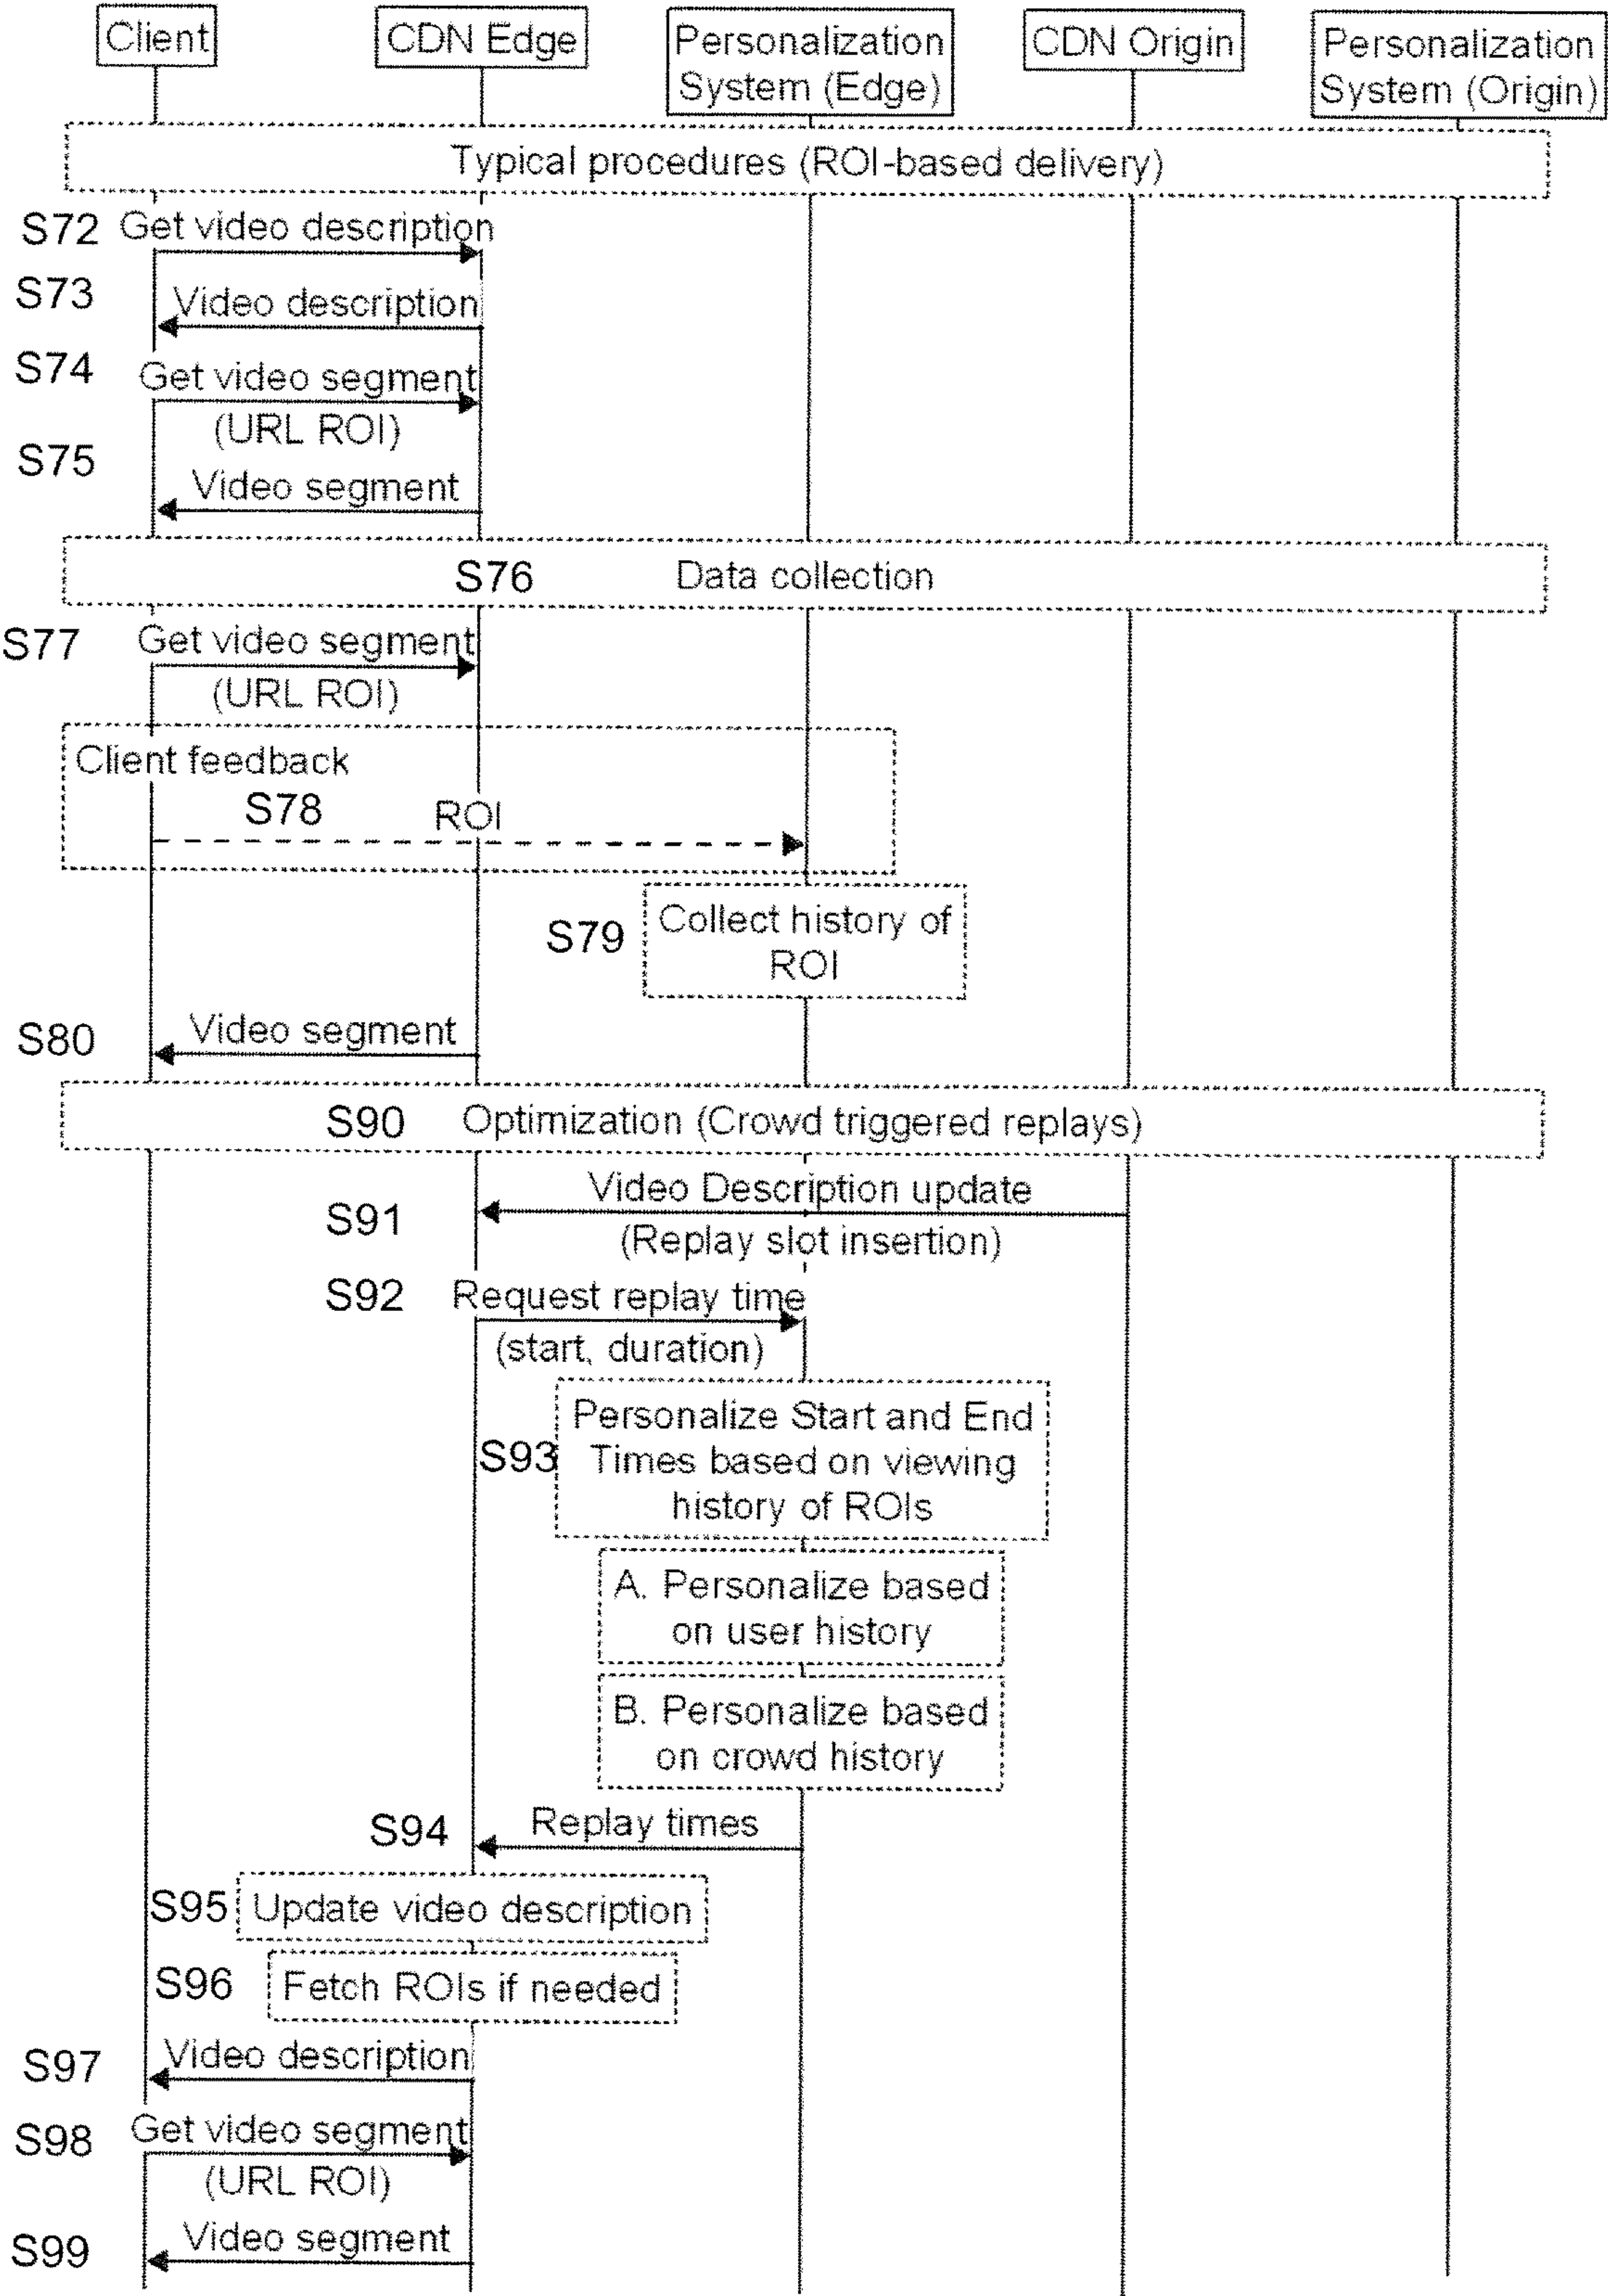 Client
CDN Edge
Personalization
System (Edge)
CDN Origin
Personalization
System (Origin)
Typical procedures (ROI-based delivery)
S72 Get video description
S73 Video description
S74 Get video segment
(URL ROI)
S75 Video segment
S76 Data collection
S77 Get video segment
(URL ROI)
Client feedback
S78 ROI
S79 Collect history of
ROI
S80 Video segment
S90 Optimization (Crowd triggered replays)
S91 Video Description update
(Replay slot insertion)
S92 Request replay time
(start, duration)
S93 Personalize Start and End
Times based on viewing
history of ROIs
A. Personalize based
on user history
B. Personalize based
on crowd history
S94 Replay times
S95 Update video description
S96 Fetch ROIs if needed
S97 Video description
S98 Get video segment
(URL ROI)
S99 Video segment